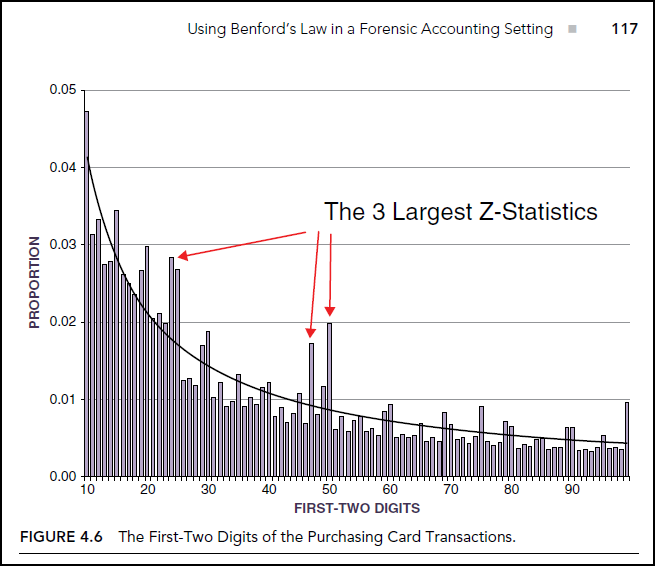 Using Benford's Law in a Forensic Accounting Setting ■ 117
0.05
0.04
The 3 Largest Z-Statistics
0.03
0.02
0.01
0.00
PROPORTION
10 20 30 40 50 60 70 80 90
FIRST-TWO DIGITS
FIGURE 4.6 The First-Two Digits of the Purchasing Card Transactions.